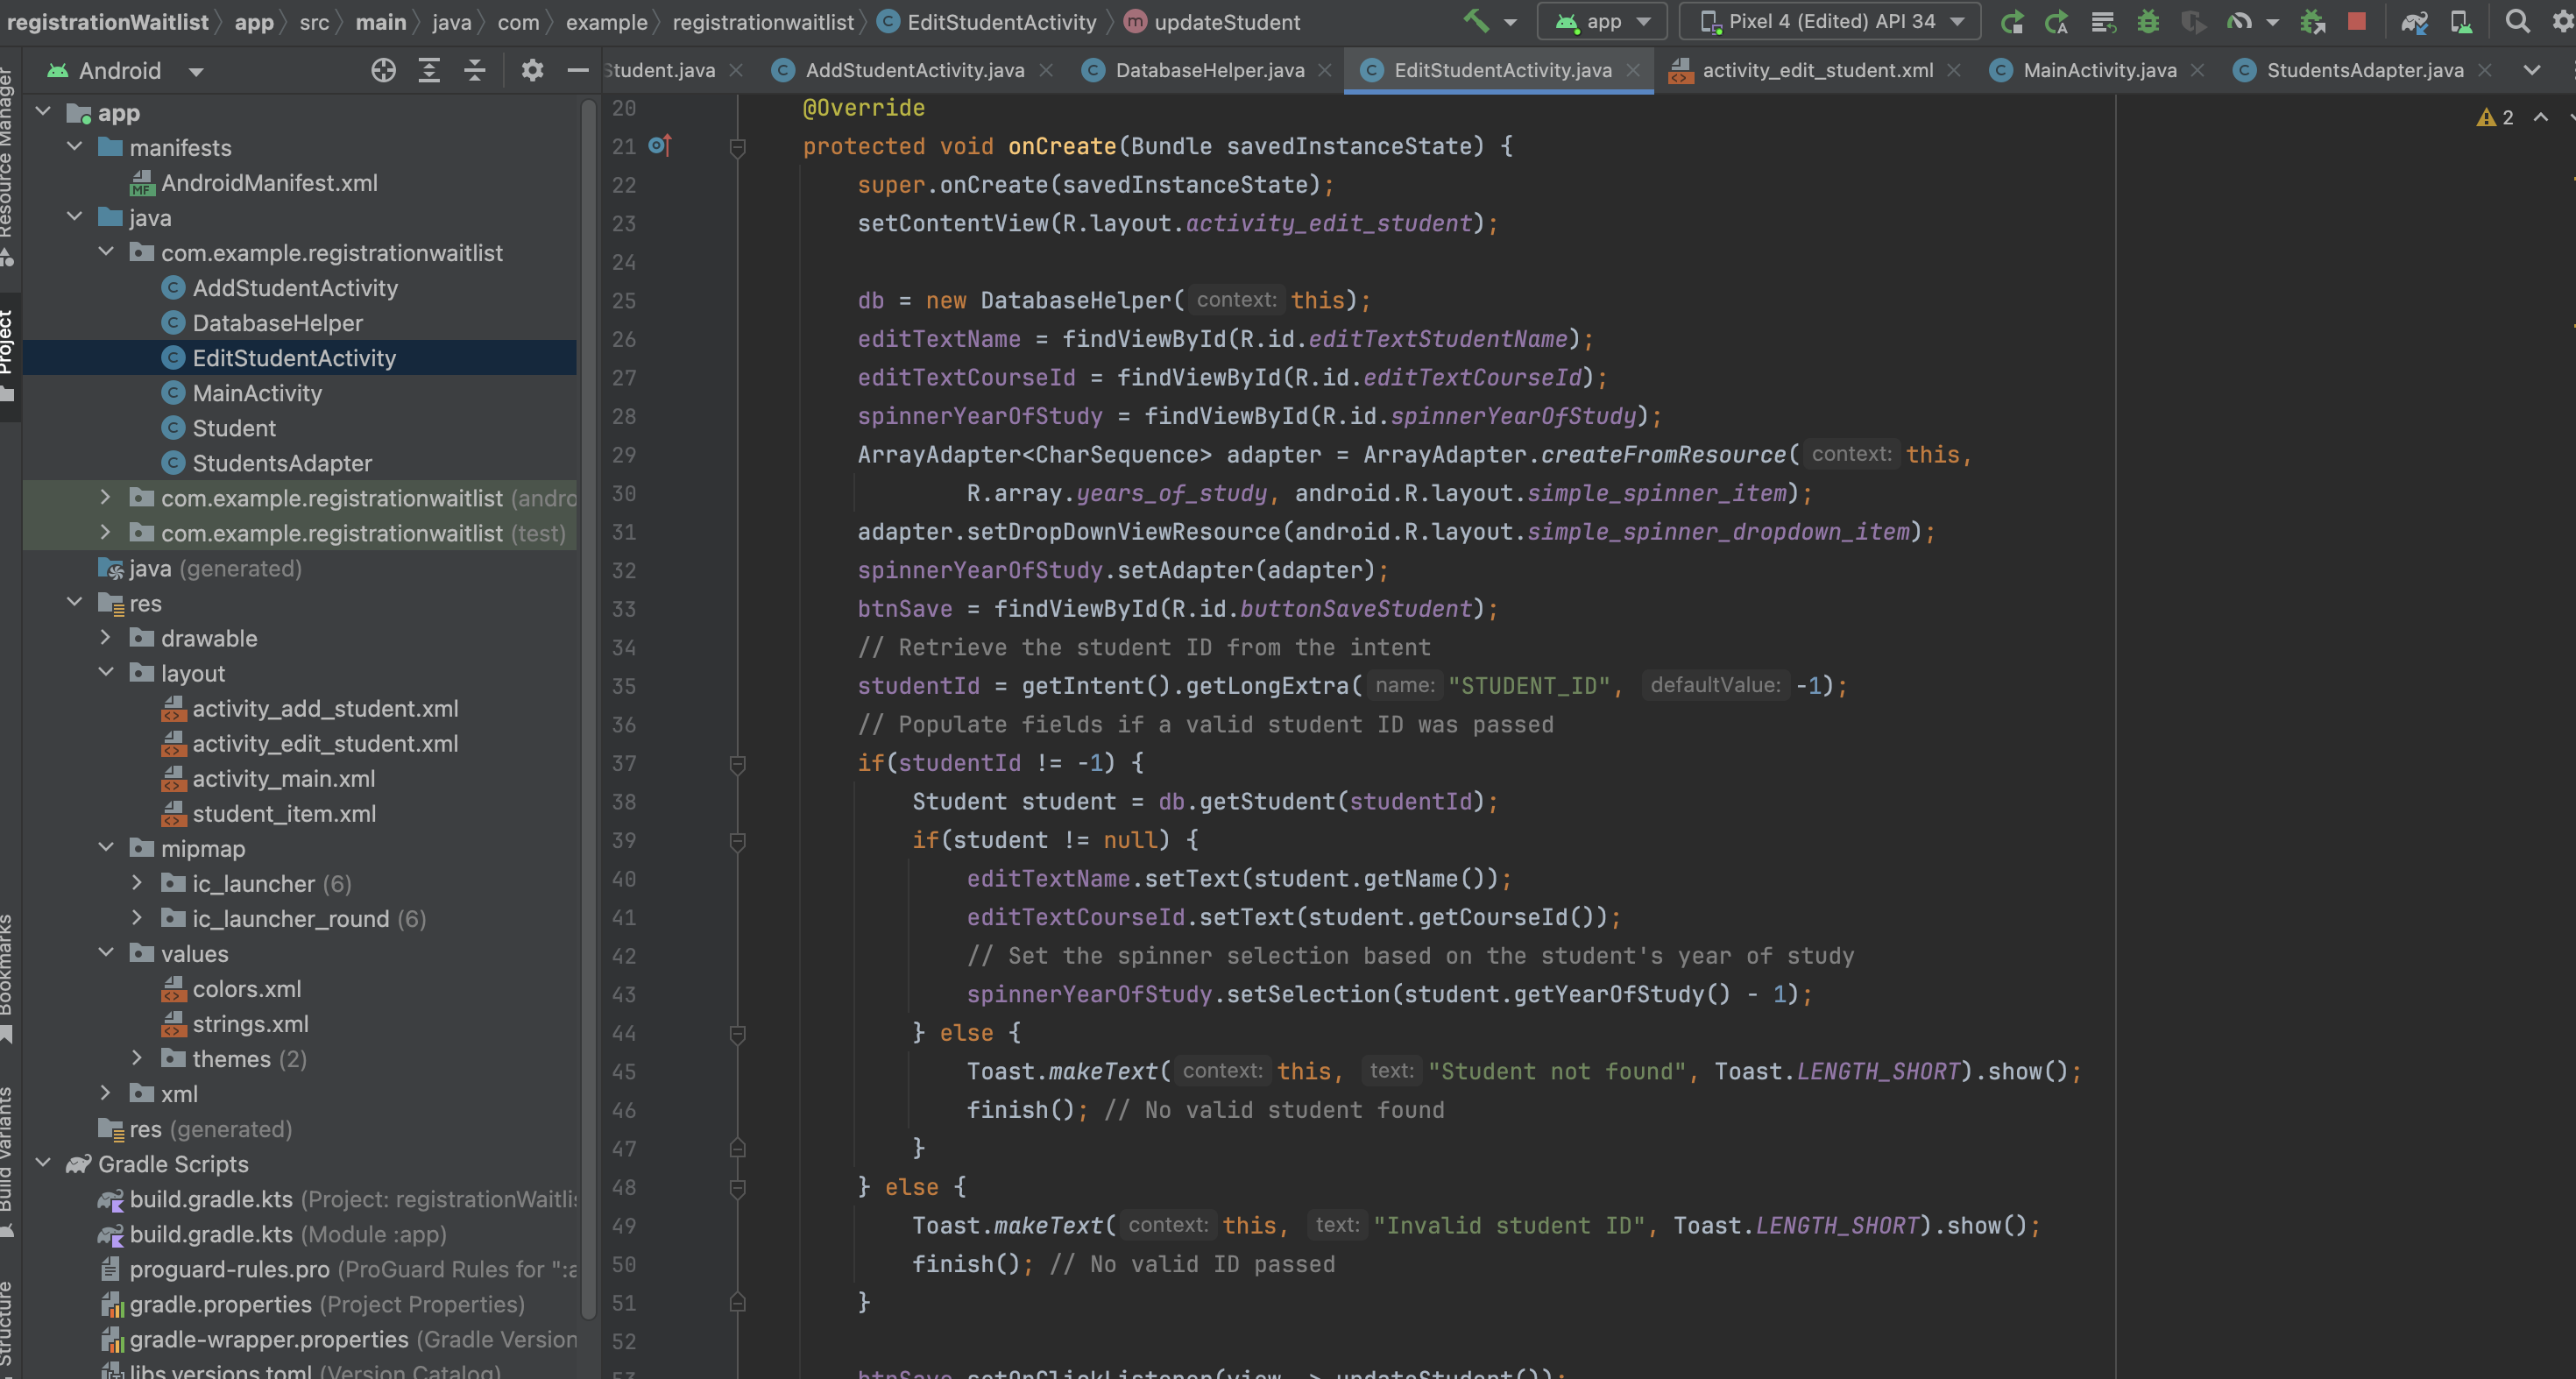 registrationWaitlist app src main java com example registrationwaitlist EditStudentActivity updateStudent app Pixel 4 (Edited) API 34
Android
Student.java AddStudentActivity.java DatabaseHelper.java EditStudentActivity.java activity_edit_student.xml MainActivity.java StudentsAdapter.java
2
Resource Manager
Project
Bookmarks
Build Variants
Structure
app
manifests
MF AndroidManifest.xml
java
com.example.registrationwaitlist
AddStudentActivity
DatabaseHelper
EditStudentActivity
MainActivity
Student
StudentsAdapter
com.example.registrationwaitlist (andro
com.example.registrationwaitlist (test)
java (generated)
res
drawable
layout
activity_add_student.xml
activity_edit_student.xml
activity_main.xml
student_item.xml
mipmap
ic_launcher (6)
ic_launcher_round (6)
values
colors.xml
strings.xml
themes (2)
xml
res (generated)
Gradle Scripts
build.gradle.kts (Project: registrationWaitlis
build.gradle.kts (Module :app)
proguard-rules.pro (ProGuard Rules for ":a
gradle.properties (Project Properties)
gradle-wrapper.properties (Gradle Version
libs.versions.toml (Version Catalog)
20 @Override
21 protected void onCreate(Bundle savedInstanceState) {
22 super.onCreate(savedInstanceState);
23 setContentView(R.layout.activity_edit_student);
24
25 db = new DatabaseHelper( context: this);
26 editTextName = findViewById(R.id.editTextStudentName);
27 editTextCourseId = findViewById(R.id.editTextCourseId);
28 spinnerYearOfStudy = findViewById(R.id.spinnerYearOfStudy);
29 ArrayAdapter<CharSequence> adapter = ArrayAdapter.createFromResource( context: this,
30 R.array.years_of_study, android.R.layout.simple_spinner_item);
31 adapter.setDropDownViewResource(android.R.layout.simple_spinner_dropdown_item);
32 spinnerYearOfStudy.setAdapter(adapter);
33 btnSave = findViewById(R.id.buttonSaveStudent);
34 // Retrieve the student ID from the intent
35 studentId = getIntent().getLongExtra( name: "STUDENT_ID", defaultValue: -1);
36 // Populate fields if a valid student ID was passed
37 if(studentId != -1) {
38 Student student = db.getStudent(studentId);
39 if(student != null) {
40 editTextName.setText(student.getName());
41 editTextCourseId.setText(student.getCourseId());
42 // Set the spinner selection based on the student's year of study
43 spinnerYearOfStudy.setSelection(student.getYearOfStudy() - 1);
44 } else {
45 Toast.makeText( context: this, text: "Student not found", Toast.LENGTH_SHORT).show();
46 finish(); // No valid student found
47 }
48 } else {
49 Toast.makeText( context: this, text: "Invalid student ID", Toast.LENGTH_SHORT).show();
50 finish(); // No valid ID passed
51 }
52
53 btnSave.setOnClickListener(view -> updateStudent());